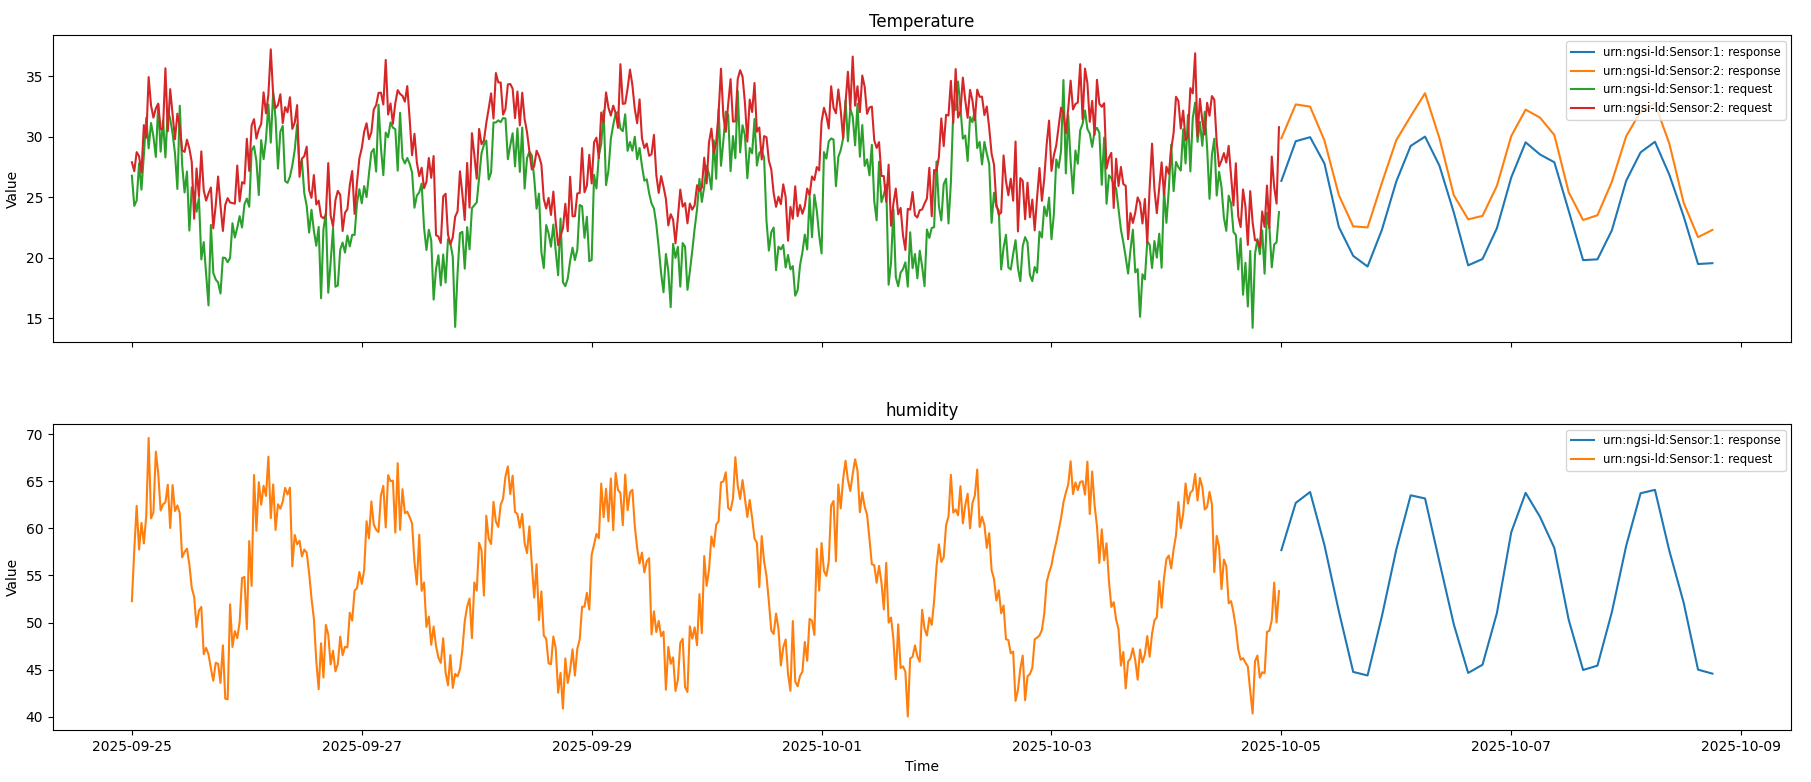 Temperature
Value
35
30
25
20
15
urn:ngsi-ld:Sensor:1: response
urn:ngsi-ld:Sensor:2: response
urn:ngsi-ld:Sensor:1: request
urn:ngsi-ld:Sensor:2: request
humidity
Value
70
65
60
55
50
45
40
urn:ngsi-ld:Sensor:1: response
urn:ngsi-ld:Sensor:1: request
2025-09-25 2025-09-27 2025-09-29 2025-10-01 2025-10-03 2025-10-05 2025-10-07 2025-10-09
Time